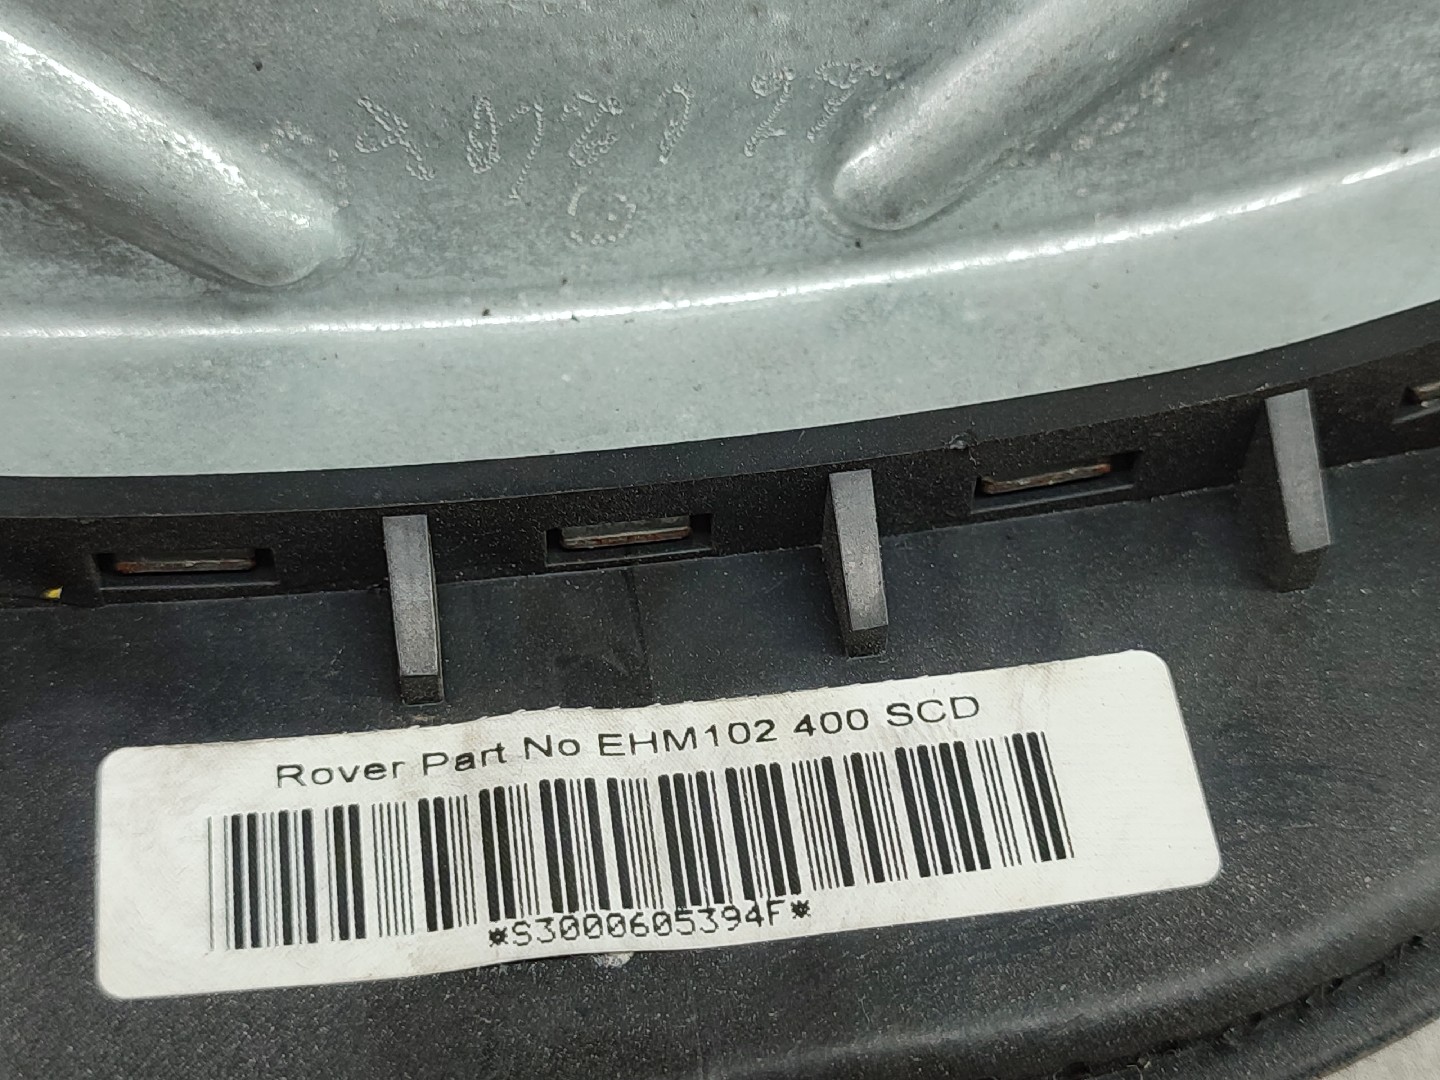 Rover Part No EHM102 400 SCD
*S3000605394F*